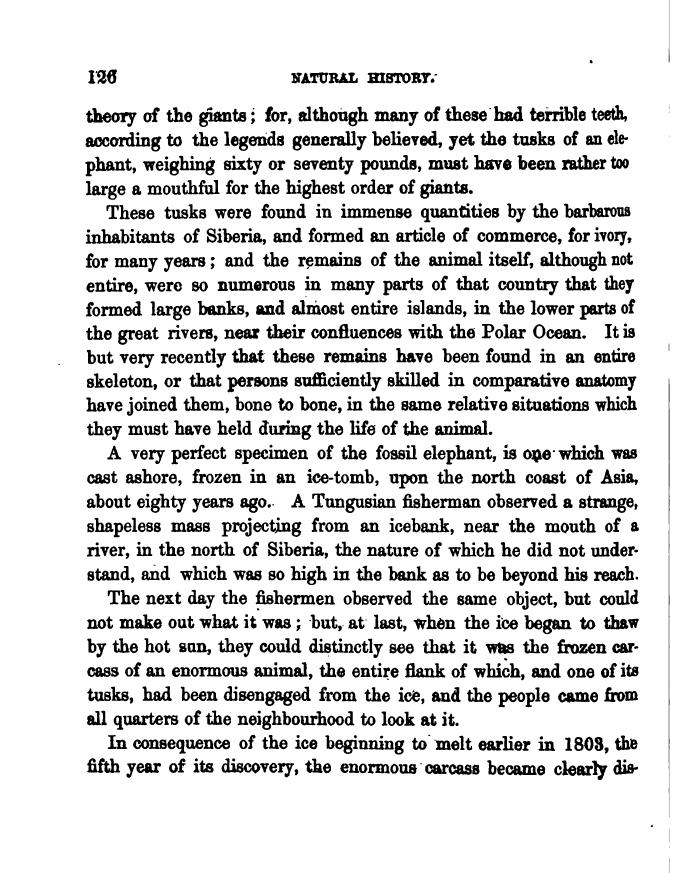 126 NATURAL HISTORY.
theory of the giants; for, although many of these had terrible teeth,
according to the legends generally believed, yet the tusks of an ele-
phant, weighing sixty or seventy pounds, must have been rather too
large a mouthful for the highest order of giants.
These tusks were found in immense quantities by the barbarous
inhabitants of Siberia, and formed an article of commerce, for ivory,
for many years; and the remains of the animal itself, although not
entire, were so numerous in many parts of that country that they
formed large banks, and almost entire islands, in the lower parts of
the great rivers, near their confluences with the Polar Ocean. It is
but very recently that these remains have been found in an entire
skeleton, or that persons sufficiently skilled in comparative anatomy
have joined them, bone to bone, in the same relative situations which
they must have held during the life of the animal.
A very perfect specimen of the fossil elephant, is one which was
cast ashore, frozen in an ice-tomb, upon the north coast of Asia,
about eighty years ago. A Tungusian fisherman observed a strange,
shapeless mass projecting from an icebank, near the mouth of a
river, in the north of Siberia, the nature of which he did not under-
stand, and which was so high in the bank as to be beyond his reach.
The next day the fishermen observed the same object, but could
not make out what it was; but, at last, when the ice began to thaw
by the hot sun, they could distinctly see that it was the frozen car-
cass of an enormous animal, the entire flank of which, and one of its
tusks, had been disengaged from the ice, and the people came from
all quarters of the neighbourhood to look at it.
In consequence of the ice beginning to melt earlier in 1803, the
fifth year of its discovery, the enormous carcass became clearly dis-